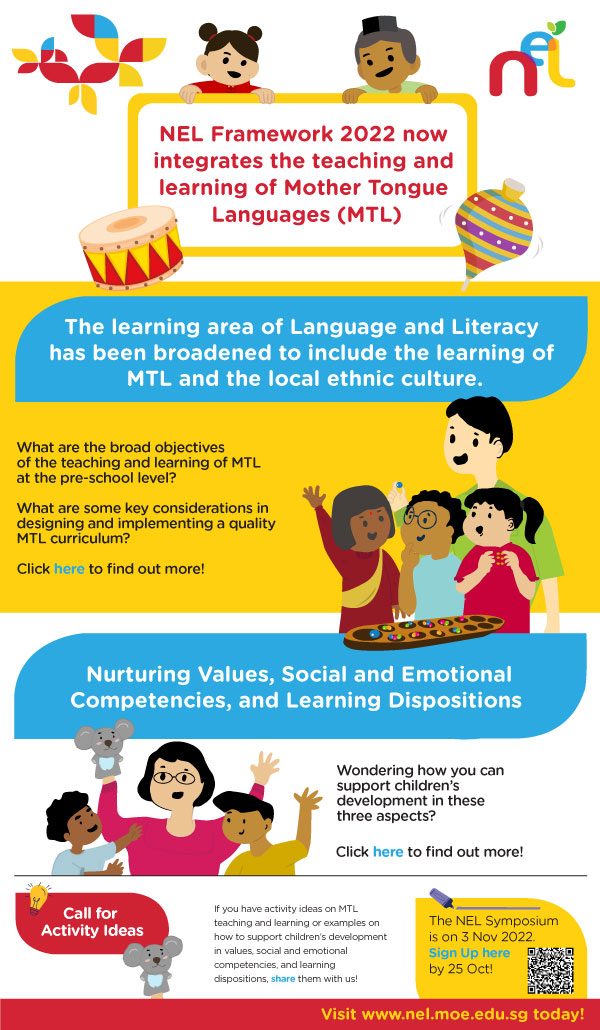 nel
NEL Framework 2022 now
integrates the teaching and
learning of Mother Tongue
Languages (MTL)
The learning area of Language and Literacy
has been broadened to include the learning of
MTL and the local ethnic culture.
What are the broad objectives
of the teaching and learning of MTL
at the pre-school level?
What are some key considerations in
designing and implementing a quality
MTL curriculum?
Click here to find out more!
Nurturing Values, Social and Emotional
Competencies, and Learning Dispositions
Wondering how you can
support children's
development in these
three aspects?
Click here to find out more!
Call for
Activity Ideas
If you have activity ideas on MTL
teaching and learning or examples on
how to support children's development
in values, social and emotional
competencies, and learning
dispositions, share them with us!
The NEL Symposium
is on 3 Nov 2022.
Sign Up here
by 25 Oct!
Visit www.nel.moe.edu.sg today!